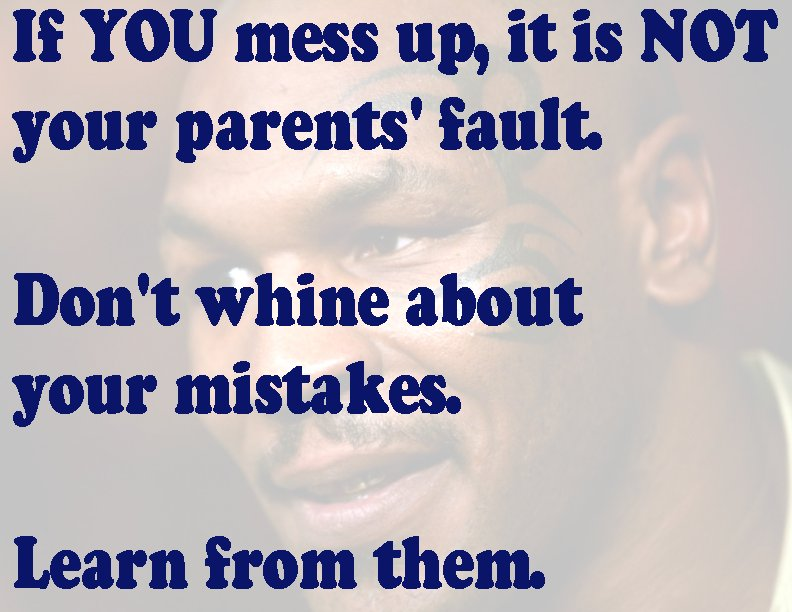 If YOU mess up, it is NOT
your parents' fault.
Don't whine about
your mistakes.
Learn from them.